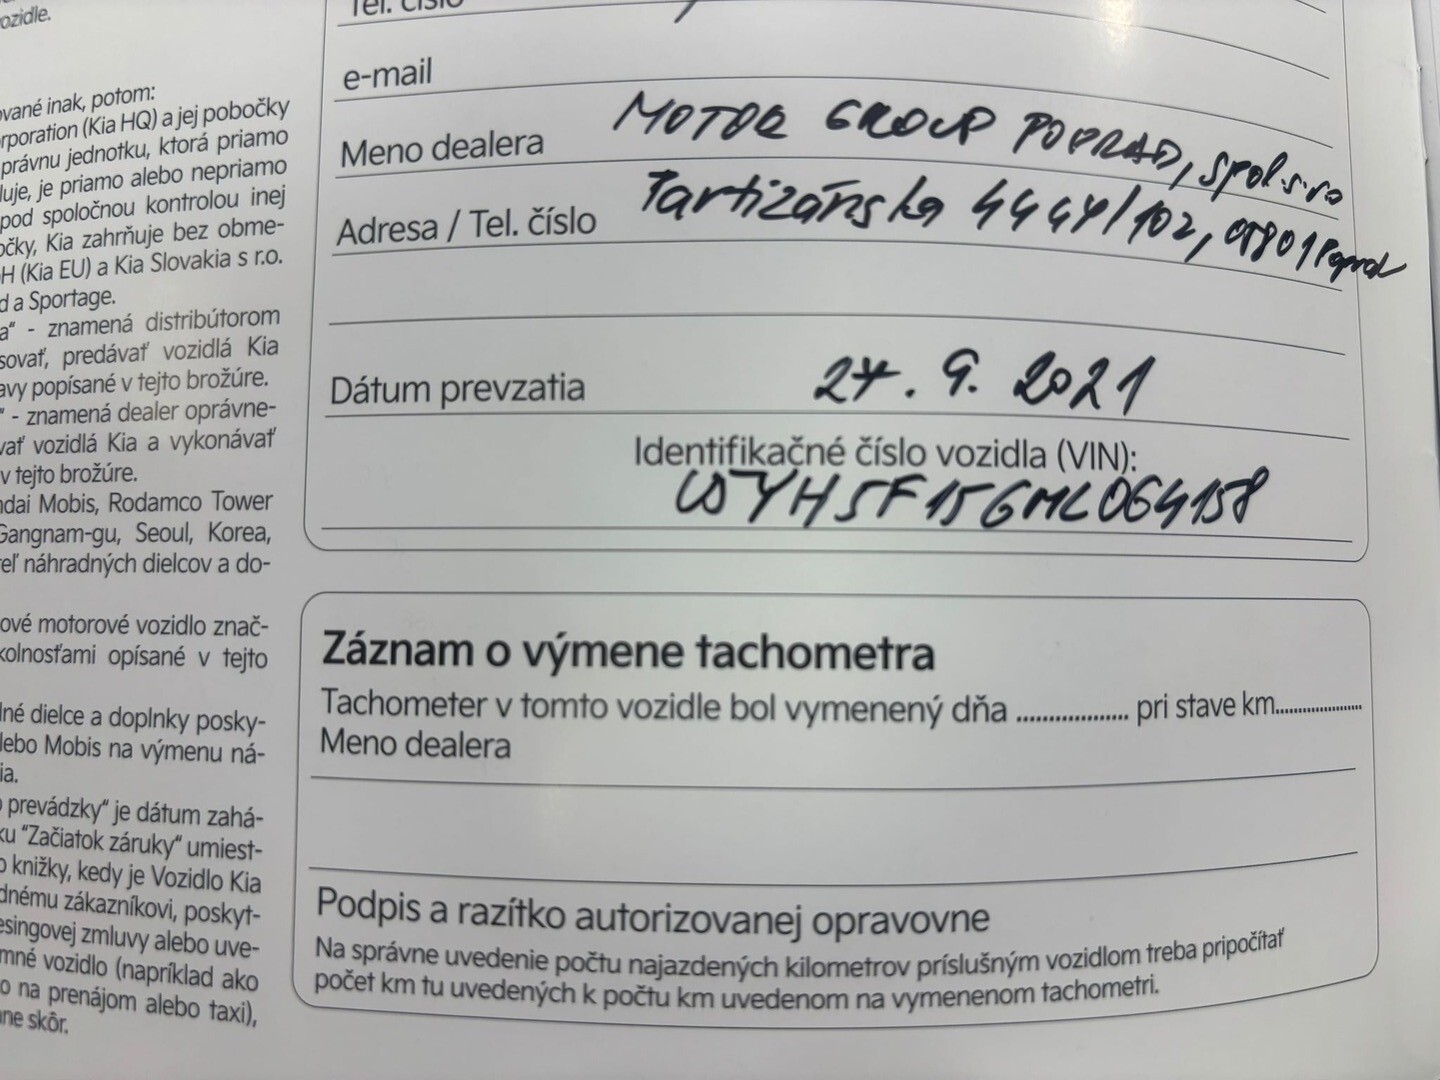 ozidle.
ované inak, potom:
rporation (Kia HQ) a jej pobočky
právnu jednotku, ktorá priamo
luje, je priamo alebo nepriamo
pod spoločnou kontrolou inej
očky, Kia zahrňuje bez obme-
H (Kia EU) a Kia Slovakia s r.o.
d a Sportage.
a“ - znamená distribútorom
sovať, predávať vozidlá Kia
avy popísané v tejto brožúre.
“ - znamená dealer oprávne-
vať vozidlá Kia a vykonávať
v tejto brožúre.
ndai Mobis, Rodamco Tower
Gangnam-gu, Seoul, Korea,
eľ náhradných dielcov a do-
ové motorové vozidlo znač-
kolnosťami opísané v tejto
lné dielce a doplnky posky-
lebo Mobis na výmenu ná-
ia.
o prevádzky“ je dátum zahá-
ku “Začiatok záruky“ umiest-
o knižky, kedy je Vozidlo Kia
dnému zákazníkovi, poskyt-
esingovej zmluvy alebo uve-
mné vozidlo (napríklad ako
o na prenájom alebo taxi),
ane skôr.
Tel. číslo
e-mail
Meno dealera MOTOR GROUP POPRAD, spol.s.r.o
Adresa / Tel. číslo Partizánska 4444/102, 05801 Poprad
Dátum prevzatia 24. 9. 2021
Identifikačné číslo vozidla (VIN):
U5YH5F15GML064158
Záznam o výmene tachometra
Tachometer v tomto vozidle bol vymenený dňa .................. pri stave km..................
Meno dealera
Podpis a razítko autorizovanej opravovne
Na správne uvedenie počtu najazdených kilometrov príslušným vozidlom treba pripočítať
počet km tu uvedených k počtu km uvedenom na vymenenom tachometri.